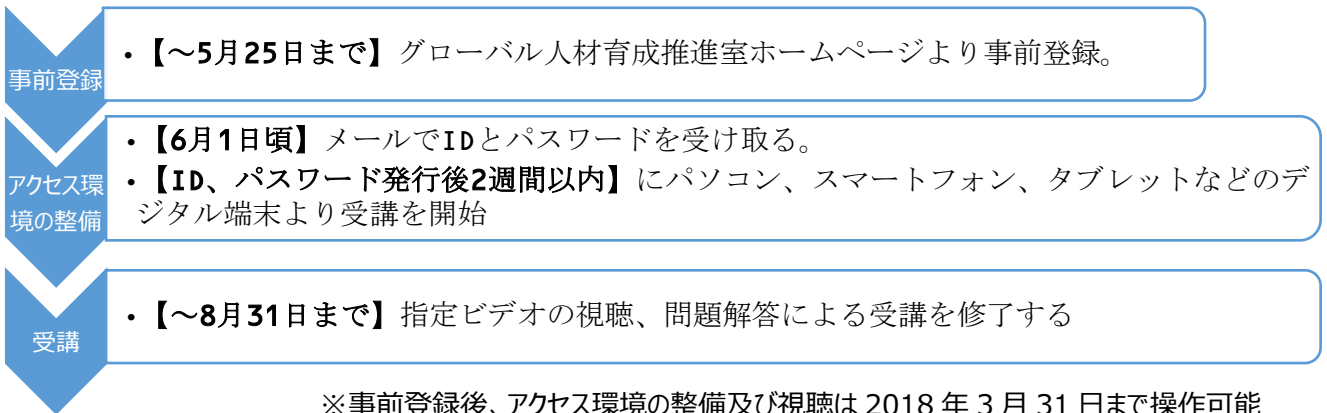 事前登録
・【～5月25日まで】グローバル人材育成推進室ホームページより事前登録。
アクセス環
境の整備
・【6月1日頃】メールでIDとパスワードを受け取る。
・【ID、パスワード発行後2週間以内】にパソコン、スマートフォン、タブレットなどのデ
ジタル端末より受講を開始
受講
・【～8月31日まで】指定ビデオの視聴、問題解答による受講を修了する
※事前登録後、アクセス環境の整備及び視聴は 2018 年 3 月 31 日まで操作可能